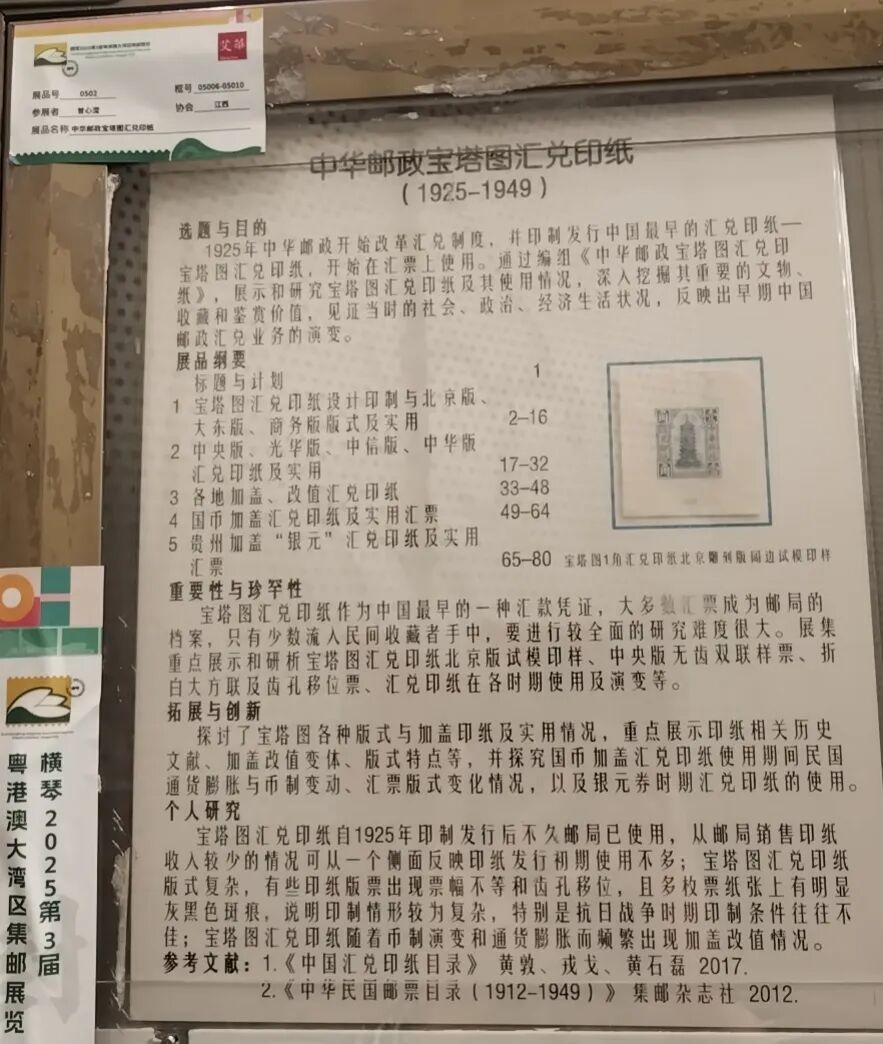 艾華
展品号 0502 框号 05006-05010
参展者 曾心滢 协会 江西
展品名称 中华邮政宝塔图汇兑印纸
中华邮政宝塔图汇兑印纸
（1925-1949）
选题与目的
1925年中华邮政开始改革汇兑制度，并印制发行中国最早的汇兑印纸—
宝塔图汇兑印纸，开始在汇票上使用。通过编组《中华邮政宝塔图汇兑印
纸》，展示和研究宝塔图汇兑印纸及其使用情况，深入挖掘其重要的文物、
收藏和鉴赏价值，见证当时的社会、政治、经济生活状况，反映出早期中国
邮政汇兑业务的演变。
展品纲要
标题与计划 1
1 宝塔图汇兑印纸设计印制与北京版、
大东版、商务版版式及实用 2-16
2 中央版、光华版、中信版、中华版
汇兑印纸及实用 17-32
3 各地加盖、改值汇兑印纸 33-48
4 国币加盖汇兑印纸及实用汇票 49-64
5 贵州加盖“银元”汇兑印纸及实用
汇票 65-80
宝塔图1角汇兑印纸北京雕刻版阔边试模印样
重要性与珍罕性
宝塔图汇兑印纸作为中国最早的一种汇款凭证，大多数汇票成为邮局的
档案，只有少数流入民间收藏者手中，要进行较全面的研究难度很大。展集
重点展示和研析宝塔图汇兑印纸北京版试模印样、中央版无齿双联样票、折
白大方联及齿孔移位票、汇兑印纸在各时期使用及演变等。
拓展与创新
探讨了宝塔图各种版式与加盖印纸及实用情况，重点展示印纸相关历史
文献、加盖改值变体、版式特点等，并探究国币加盖汇兑印纸使用期间民国
通货膨胀与币制变动、汇票版式变化情况，以及银元券时期汇兑印纸的使用。
个人研究
宝塔图汇兑印纸自1925年印制发行后不久邮局已使用，从邮局销售印纸
收入较少的情况可从一个侧面反映印纸发行初期使用不多；宝塔图汇兑印纸
版式复杂，有些印纸版票出现票幅不等和齿孔移位，且多枚票纸张上有明显
灰黑色斑痕，说明印制情形较为复杂，特别是抗日战争时期印制条件往往不
佳；宝塔图汇兑印纸随着币制演变和通货膨胀而频繁出现加盖改值情况。
参考文献：1.《中国汇兑印纸目录》 黄敦、戎戈、黄石磊 2017.
2.《中华民国邮票目录（1912-1949）》 集邮杂志社 2012.
横琴2025第3届
粤港澳大湾区集邮展览